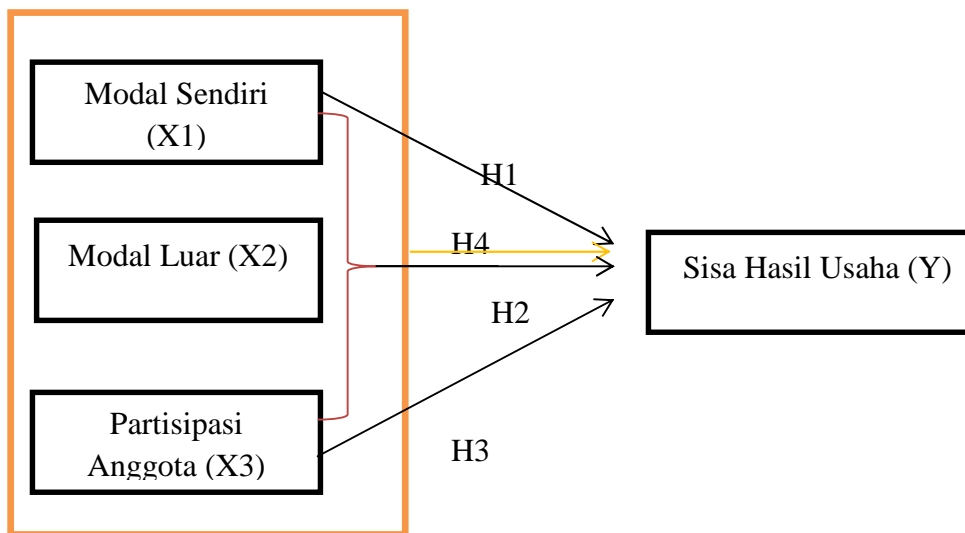 Modal Sendiri
(X1)
H1
Modal Luar (X2)
H4
Sisa Hasil Usaha (Y)
H2
Partisipasi
Anggota (X3)
H3